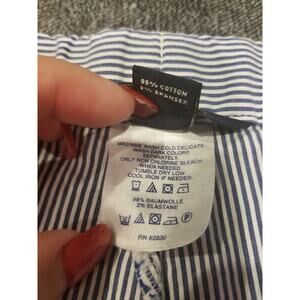 98% COTTON
2% SPANDEX
MACHINE WASH COLD DELICATE.
WASH DARK COLORS
SEPARATELY.
ONLY NON CHLORINE BLEACH
WHEN NEEDED.
TUMBLE DRY LOW.
COOL IRON IF NEEDED.
98% BAUMWOLLE
2% ELASTANE
RN 62830